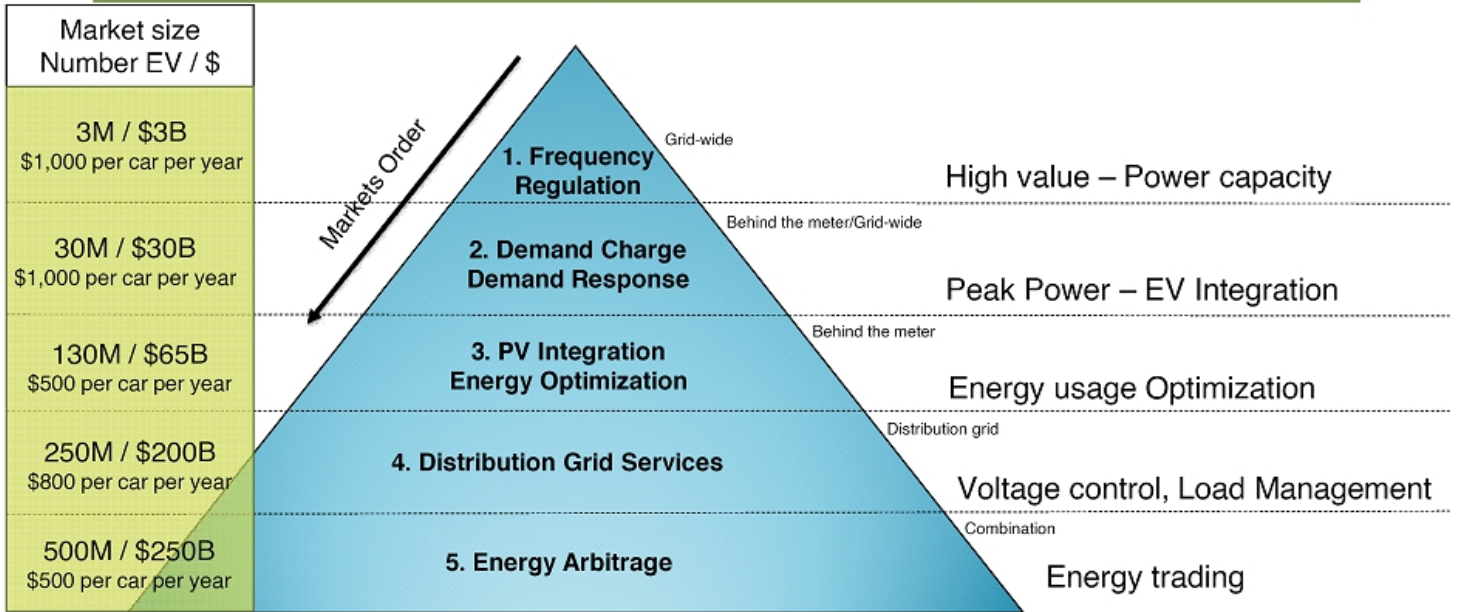 Market size
Number EV / $
3M / $3B
$1,000 per car per year
30M / $30B
$1,000 per car per year
130M / $65B
$500 per car per year
250M / $200B
$800 per car per year
500M / $250B
$500 per car per year
Markets Order
1. Frequency
Regulation
2. Demand Charge
Demand Response
3. PV Integration
Energy Optimization
4. Distribution Grid Services
5. Energy Arbitrage
Grid-wide
High value – Power capacity
Behind the meter/Grid-wide
Peak Power – EV Integration
Behind the meter
Energy usage Optimization
Distribution grid
Voltage control, Load Management
Combination
Energy trading